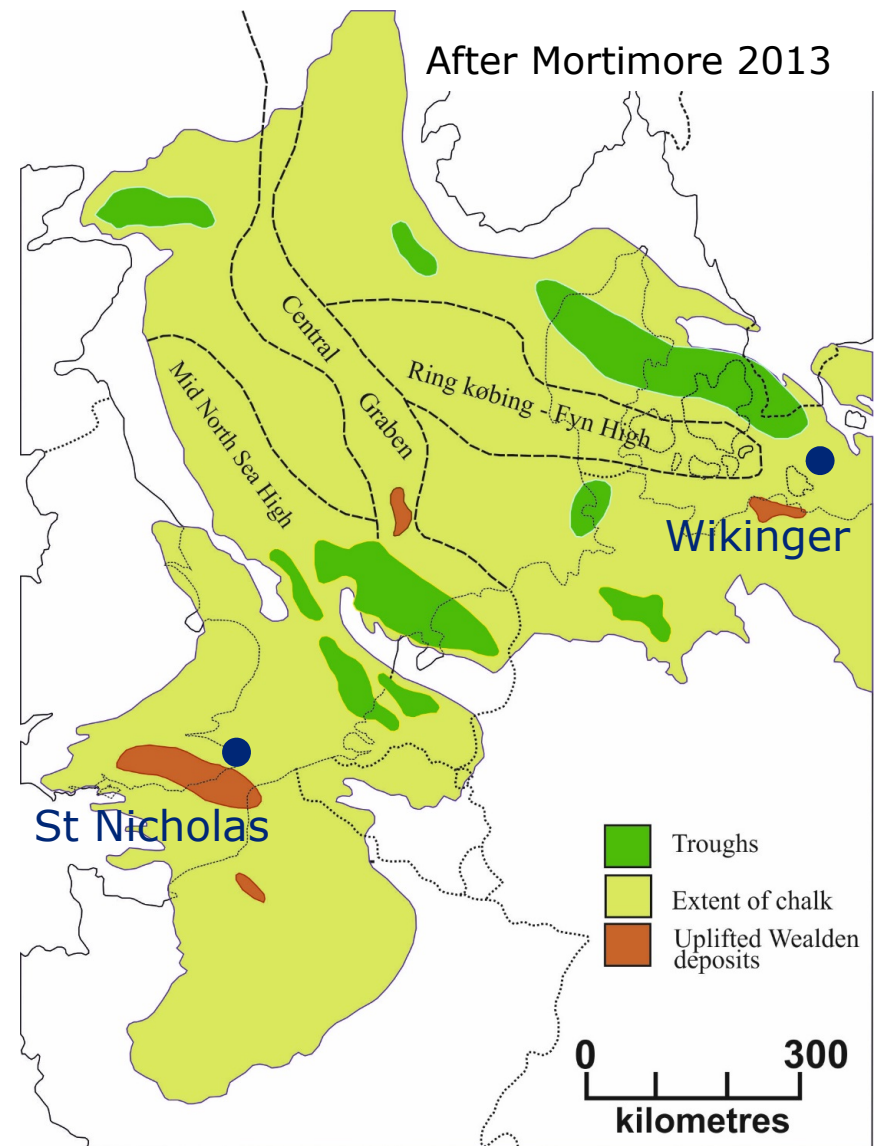 After Mortimore 2013
Central
Graben
Ring købing - Fyn High
Mid North Sea High
Wikinger
St Nicholas
Troughs
Extent of chalk
Uplifted Wealden
deposits
0 300
kilometres